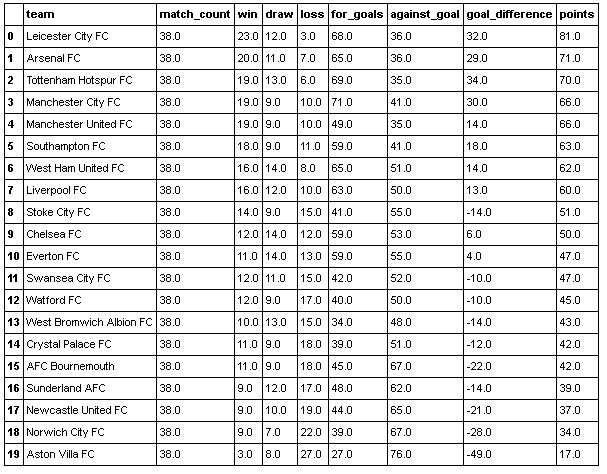 team match_count win draw loss for_goals against_goal goal_difference points
0 Leicester City FC 38.0 23.0 12.0 3.0 68.0 36.0 32.0 81.0
1 Arsenal FC 38.0 20.0 11.0 7.0 65.0 36.0 29.0 71.0
2 Tottenham Hotspur FC 38.0 19.0 13.0 6.0 69.0 35.0 34.0 70.0
3 Manchester City FC 38.0 19.0 9.0 10.0 71.0 41.0 30.0 66.0
4 Manchester United FC 38.0 19.0 9.0 10.0 49.0 35.0 14.0 66.0
5 Southampton FC 38.0 18.0 9.0 11.0 59.0 41.0 18.0 63.0
6 West Ham United FC 38.0 16.0 14.0 8.0 65.0 51.0 14.0 62.0
7 Liverpool FC 38.0 16.0 12.0 10.0 63.0 50.0 13.0 60.0
8 Stoke City FC 38.0 14.0 9.0 15.0 41.0 55.0 -14.0 51.0
9 Chelsea FC 38.0 12.0 14.0 12.0 59.0 53.0 6.0 50.0
10 Everton FC 38.0 11.0 14.0 13.0 59.0 55.0 4.0 47.0
11 Swansea City FC 38.0 12.0 11.0 15.0 42.0 52.0 -10.0 47.0
12 Watford FC 38.0 12.0 9.0 17.0 40.0 50.0 -10.0 45.0
13 West Bromwich Albion FC 38.0 10.0 13.0 15.0 34.0 48.0 -14.0 43.0
14 Crystal Palace FC 38.0 11.0 9.0 18.0 39.0 51.0 -12.0 42.0
15 AFC Bournemouth 38.0 11.0 9.0 18.0 45.0 67.0 -22.0 42.0
16 Sunderland AFC 38.0 9.0 12.0 17.0 48.0 62.0 -14.0 39.0
17 Newcastle United FC 38.0 9.0 10.0 19.0 44.0 65.0 -21.0 37.0
18 Norwich City FC 38.0 9.0 7.0 22.0 39.0 67.0 -28.0 34.0
19 Aston Villa FC 38.0 3.0 8.0 27.0 27.0 76.0 -49.0 17.0